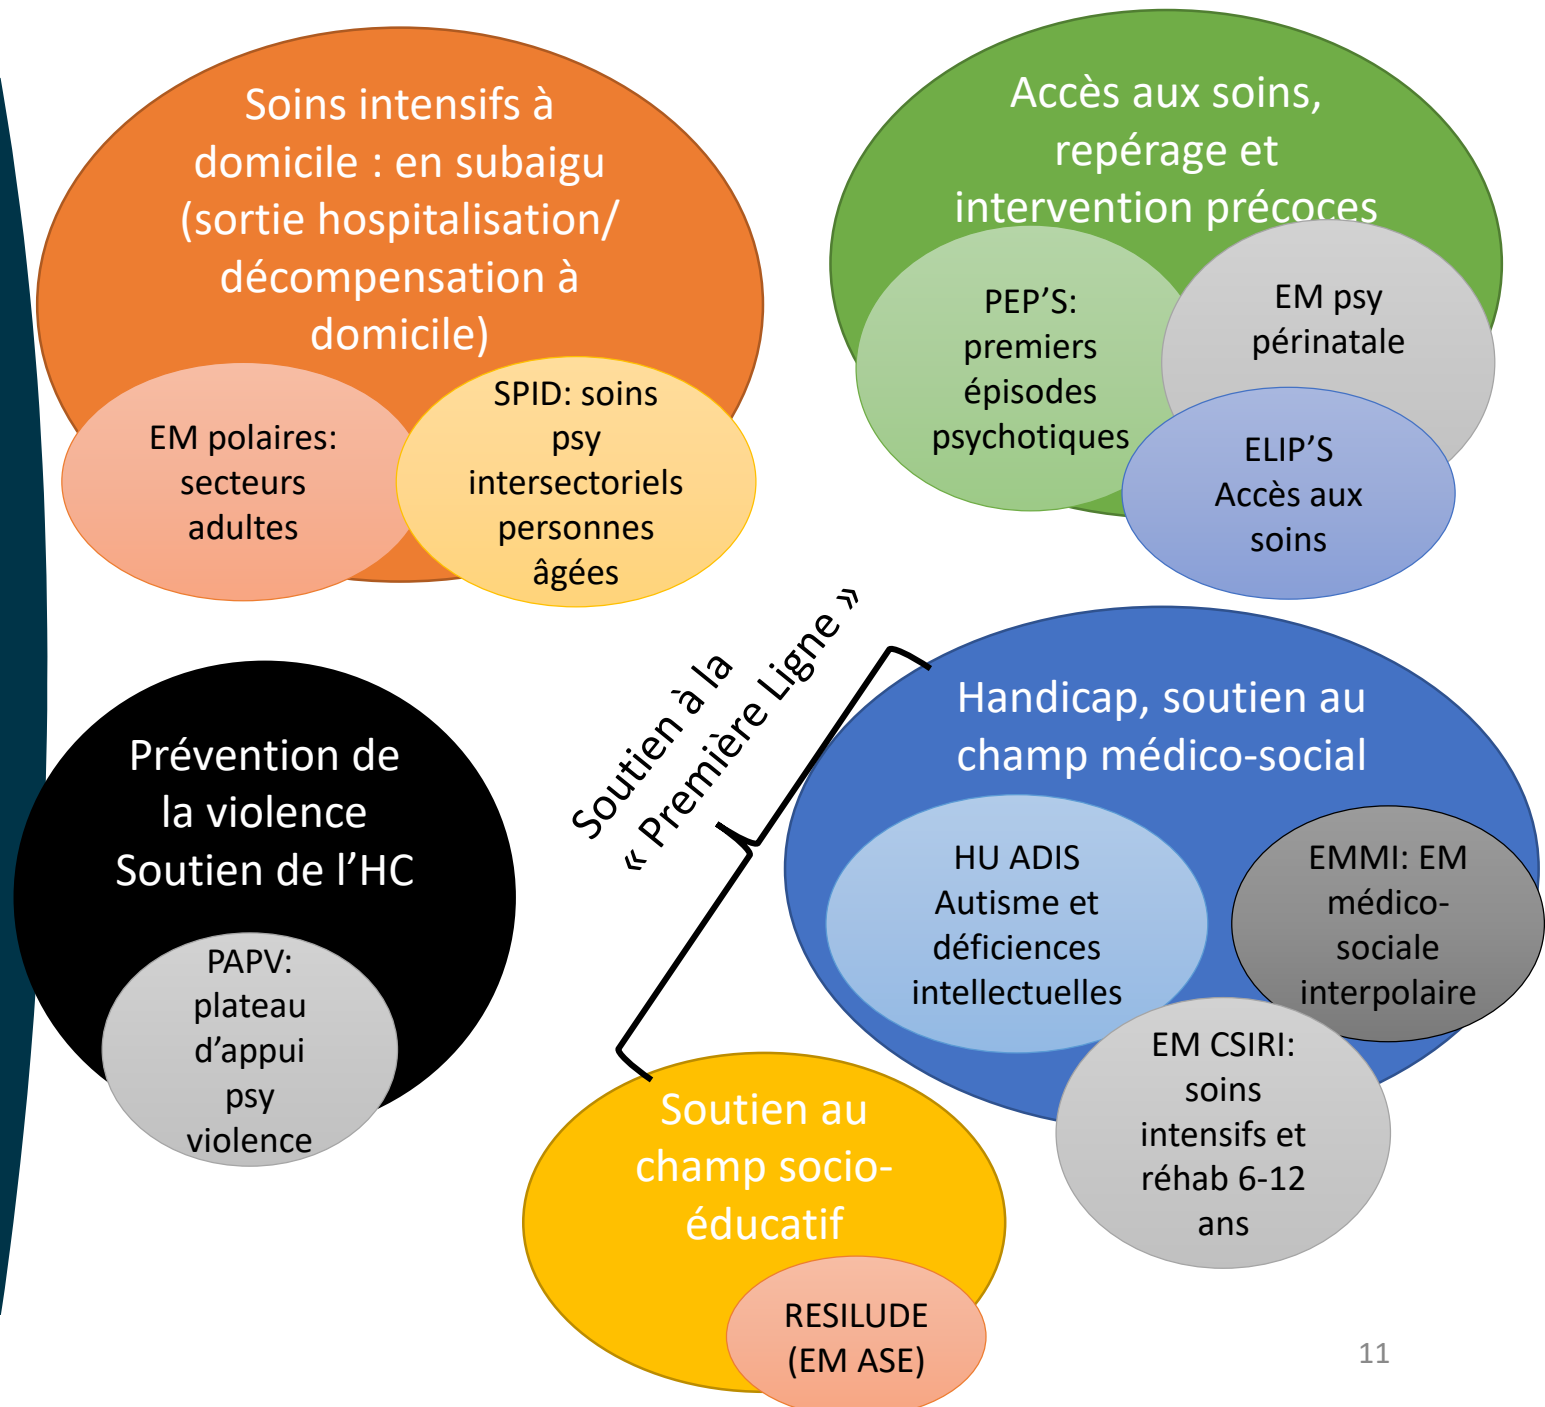 Soins intensifs à
domicile : en subaigu
(sortie hospitalisation/
décompensation à
domicile)
EM polaires:
secteurs
adultes
SPID: soins
psy
intersectoriels
personnes
âgées
Accès aux soins,
repérage et
intervention précoces
PEP’S:
premiers
épisodes
psychotiques
EM psy
périnatale
ELIP’S
Accès aux
soins
Soutien à la
« Première Ligne »
Prévention de
la violence
Soutien de l’HC
PAPV:
plateau
d’appui
psy
violence
Handicap, soutien au
champ médico-social
HU ADIS
Autisme et
déficiences
intellectuelles
EMMI: EM
médico-
sociale
interpolaire
EM CSIRI:
soins
intensifs et
réhab 6-12
ans
Soutien au
champ socio-
éducatif
RESILUDE
(EM ASE)
11